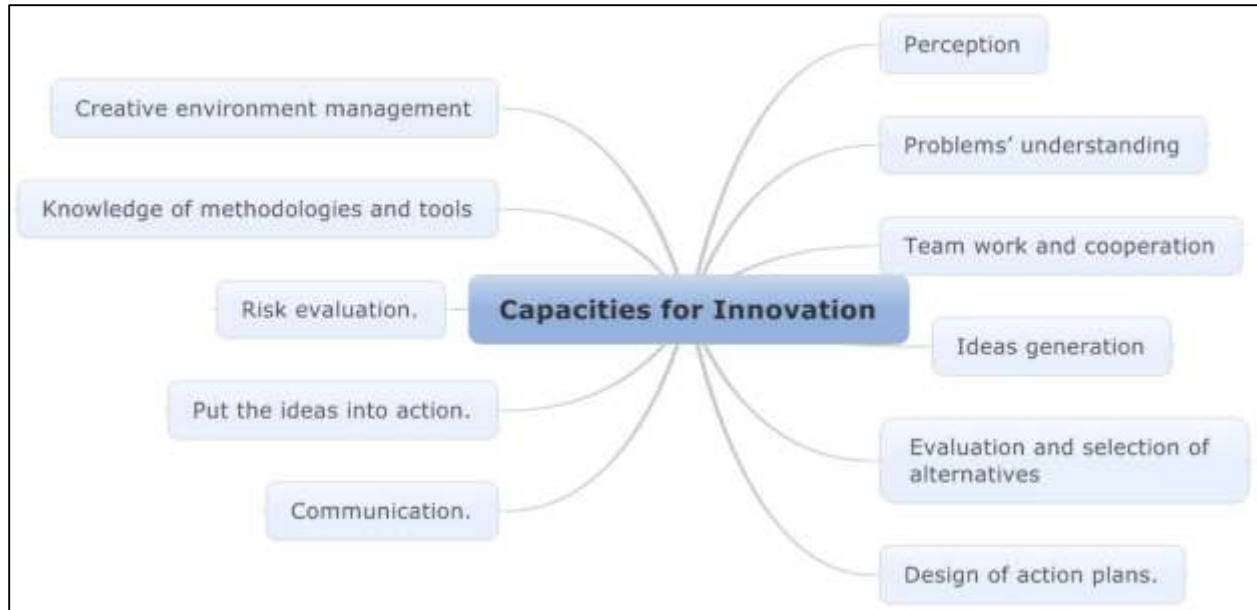 Perception
Creative environment management
Problems’ understanding
Knowledge of methodologies and tools
Team work and cooperation
Risk evaluation.
Capacities for Innovation
Ideas generation
Put the ideas into action.
Evaluation and selection of
alternatives
Communication.
Design of action plans.